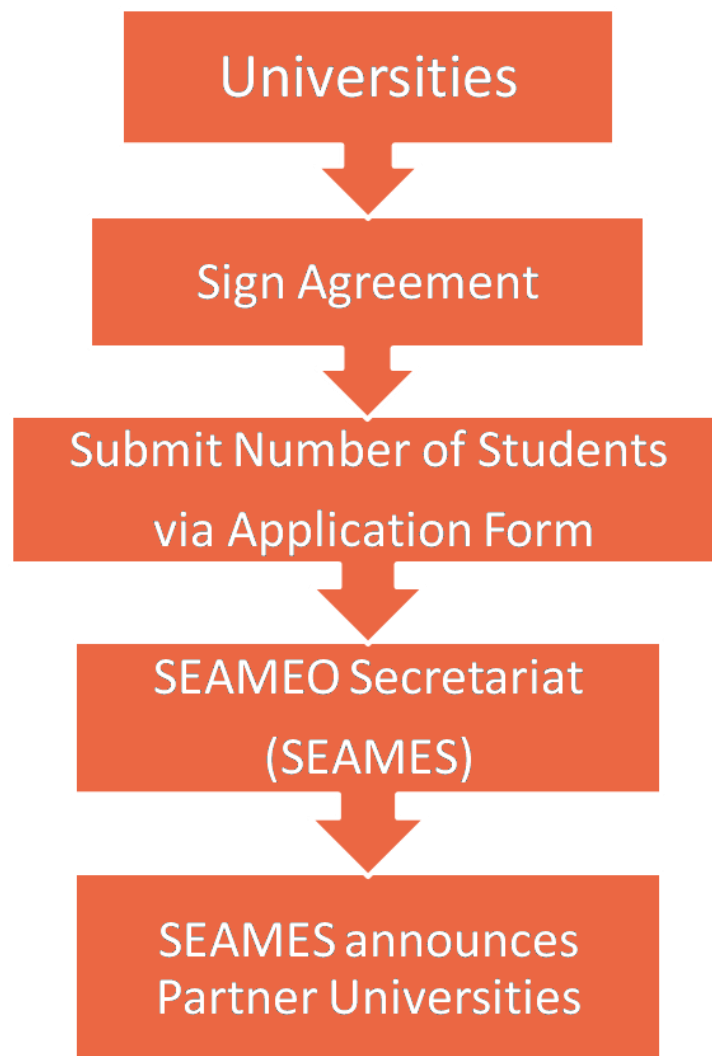 Universities
Sign Agreement
Submit Number of Students
via Application Form
SEAMEO Secretariat
(SEAMES)
SEAMES announces
Partner Universities